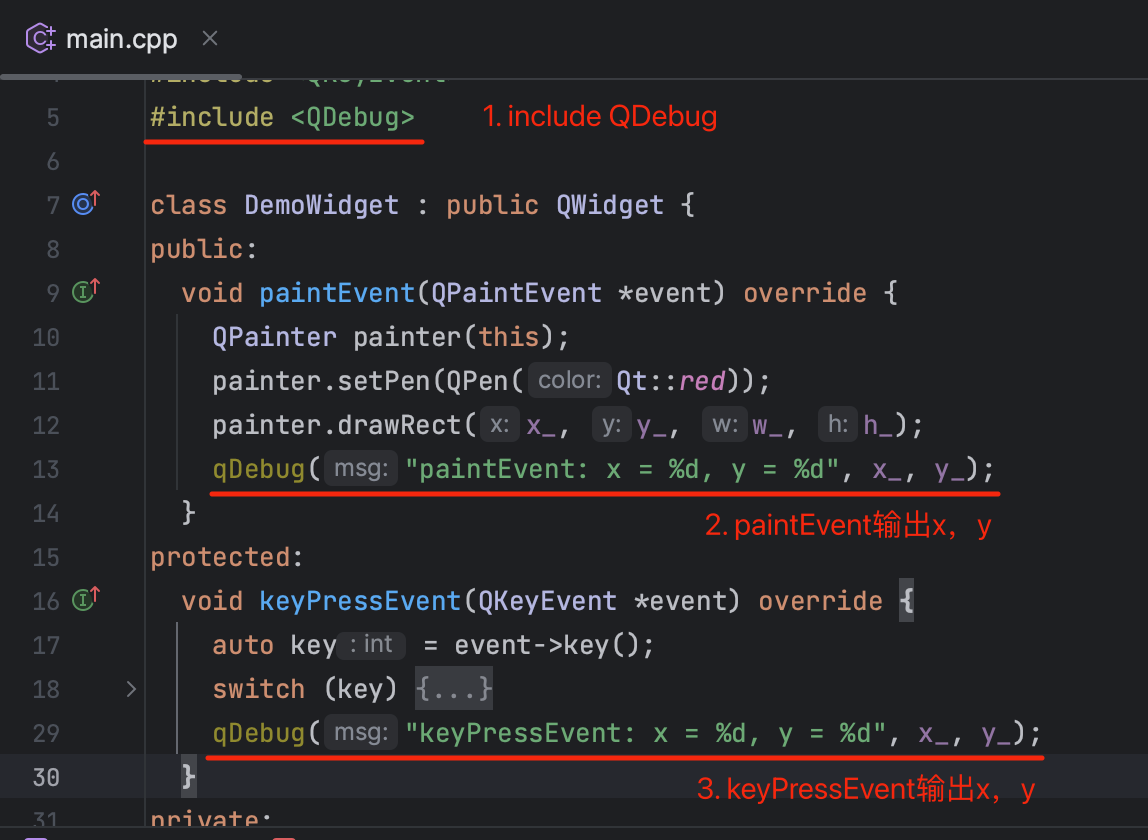 main.cpp
5 #include <QDebug> 1. include QDebug
6
7 class DemoWidget : public QWidget {
8 public:
9 void paintEvent(QPaintEvent *event) override {
10 QPainter painter(this);
11 painter.setPen(QPen( color: Qt::red));
12 painter.drawRect( x: x_, y: y_, w: w_, h: h_);
13 qDebug( msg: "paintEvent: x = %d, y = %d", x_, y_);
14 }
2. paintEvent输出x，y
15 protected:
16 void keyPressEvent(QKeyEvent *event) override {
17 auto key : int = event->key();
18 switch (key) {...}
29 qDebug( msg: "keyPressEvent: x = %d, y = %d", x_, y_);
30 }
3. keyPressEvent输出x，y
31 private: